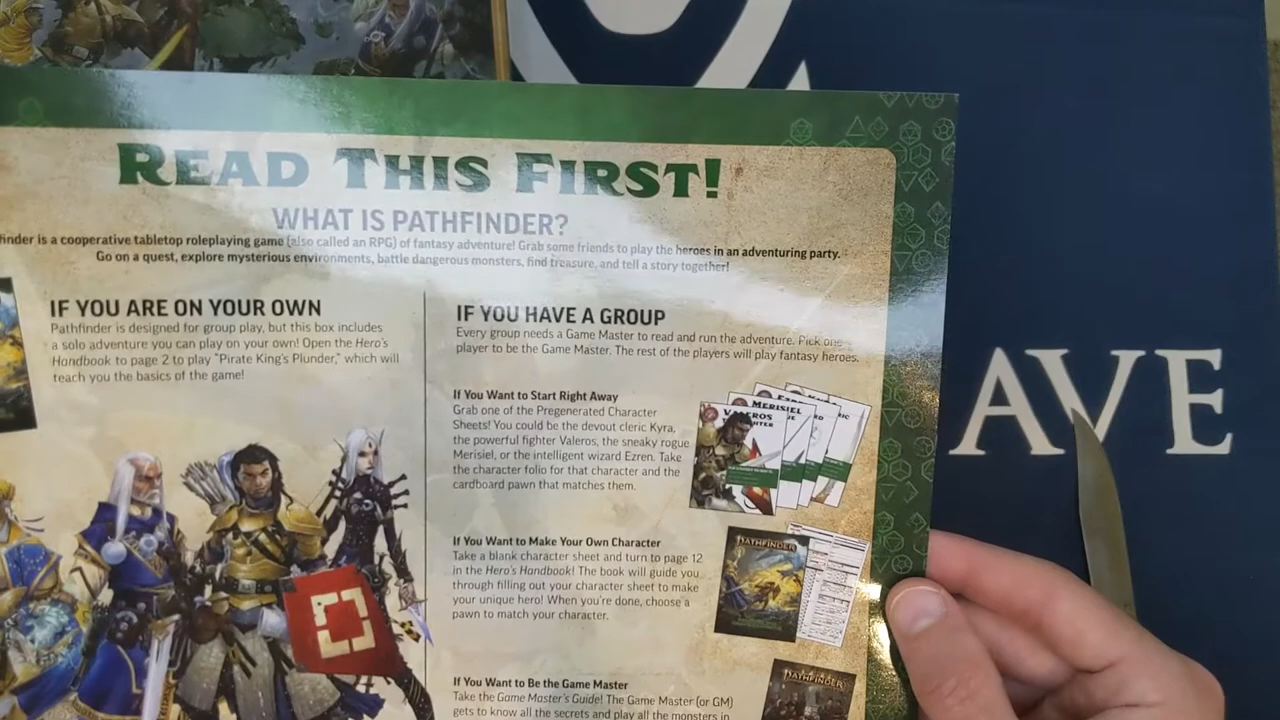 READ THIS FIRST!
WHAT IS PATHFINDER?
finder is a cooperative tabletop roleplaying game (also called an RPG) of fantasy adventure! Grab some friends to play the heroes in an adventuring party.
Go on a quest, explore mysterious environments, battle dangerous monsters, find treasure, and tell a story together!
IF YOU ARE ON YOUR OWN
Pathfinder is designed for group play, but this box includes
a solo adventure you can play on your own! Open the Hero's
Handbook to page 2 to play "Pirate King's Plunder," which will
teach you the basics of the game!
IF YOU HAVE A GROUP
Every group needs a Game Master to read and run the adventure. Pick one
player to be the Game Master. The rest of the players will play fantasy heroes.
If You Want to Start Right Away
Grab one of the Pregenerated Character
Sheets! You could be the devout cleric Kyra,
the powerful fighter Valeros, the sneaky rogue
Merisiel, or the intelligent wizard Ezren. Take
the character folio for that character and the
cardboard pawn that matches them.
MERISIEL
If You Want to Make Your Own Character
Take a blank character sheet and turn to page 12
in the Hero's Handbook! The book will guide you
through filling out your character sheet to make
your unique hero! When you're done, choose a
pawn to match your character.
PATHFINDER
If You Want to Be the Game Master
Take the Game Master's Guide! The Game Master (or GM)
gets to know all the secrets and play all the monsters in
PATHFINDER
AVE